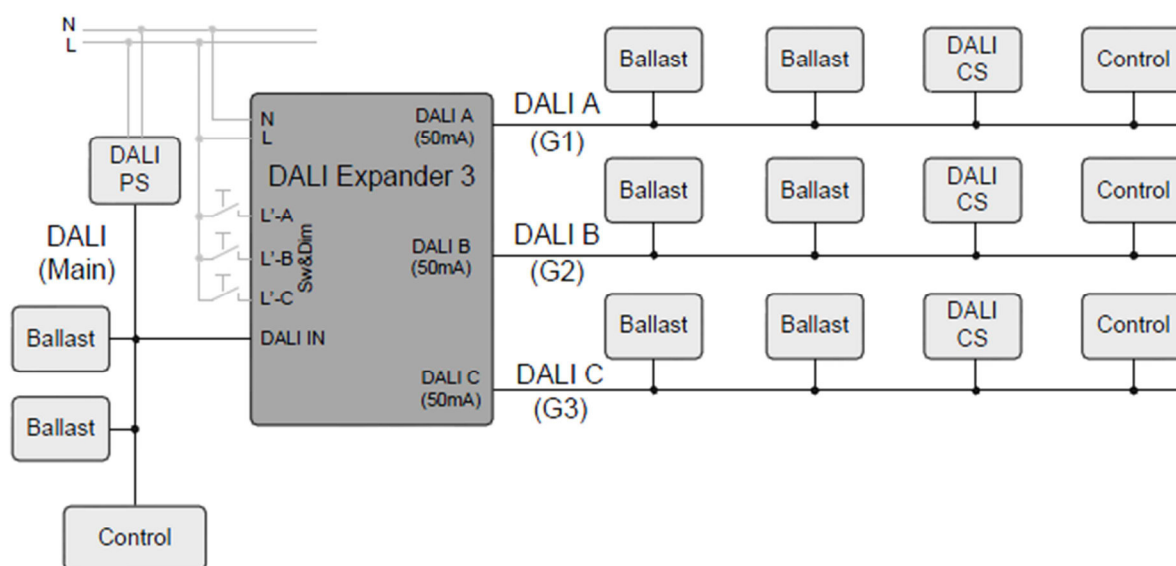 N
L
Ballast
Ballast
DALI
CS
Control
DALI A
(G1)
N
L
DALI A
(50mA)
DALI
PS
DALI Expander 3
Ballast
Ballast
DALI
CS
Control
L'-A
L'-B
L'-C
Sw&Dim
DALI B
(50mA)
DALI B
(G2)
DALI
(Main)
Ballast
Ballast
DALI
CS
Control
Ballast
DALI IN
DALI C
(50mA)
DALI C
(G3)
Ballast
Control